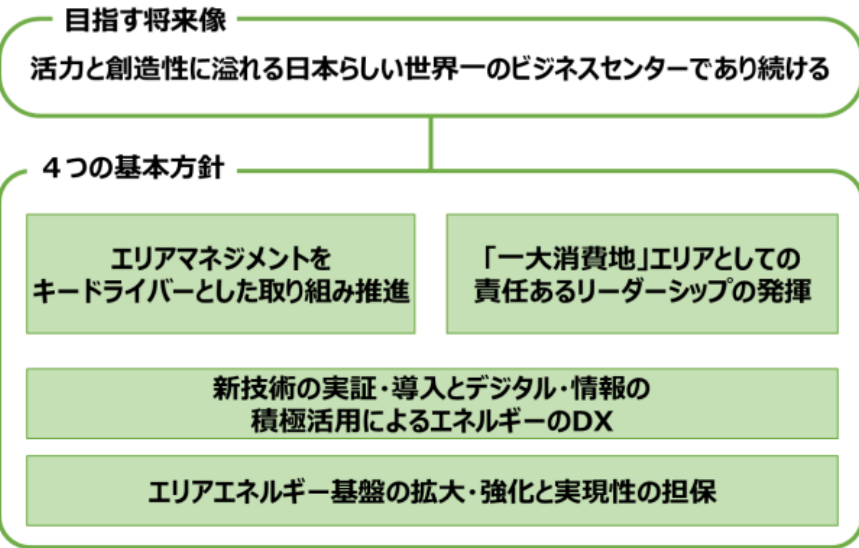 目指す将来像
活力と創造性に溢れる日本らしい世界一のビジネスセンターであり続ける
4つの基本方針
エリアマネジメントを
キードライバーとした取り組み推進
「一大消費地」エリアとしての
責任あるリーダーシップの発揮
新技術の実証・導入とデジタル・情報の
積極活用によるエネルギーのDX
エリアエネルギー基盤の拡大・強化と実現性の担保